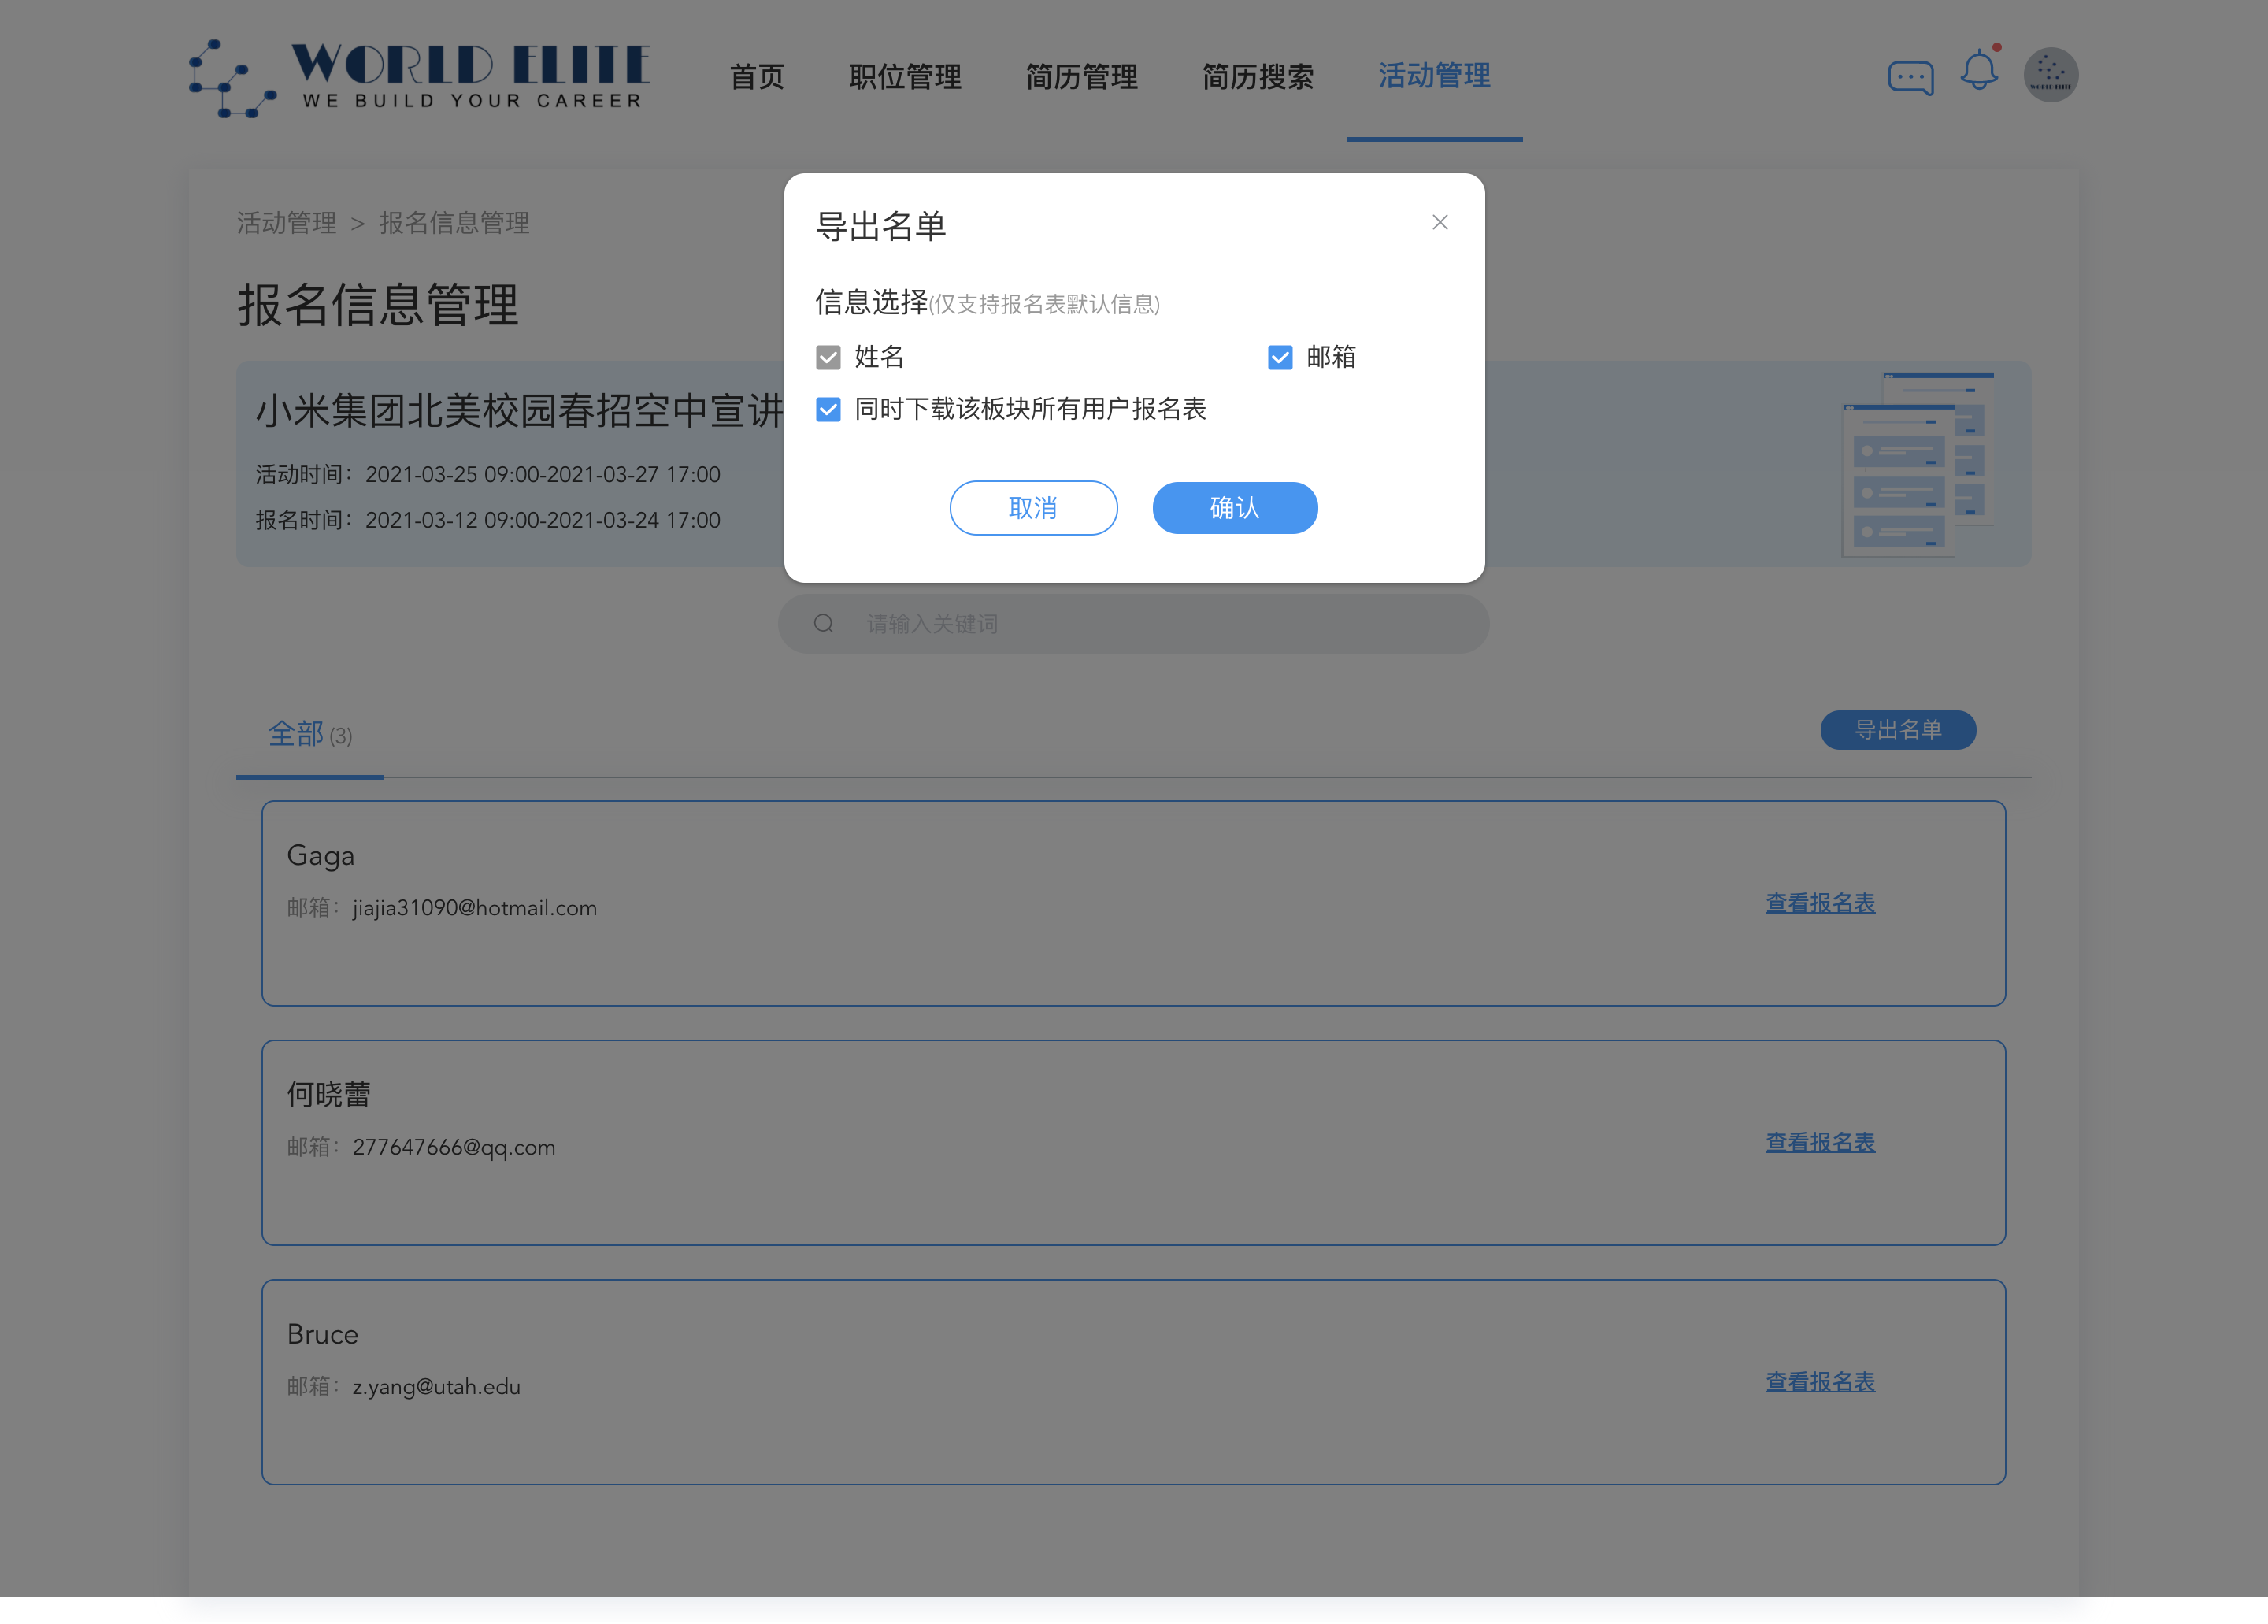 WORLD ELITE
WE BUILD YOUR CAREER
首页 职位管理 简历管理 简历搜索 活动管理
WORLD ELITE
活动管理 > 报名信息管理
报名信息管理
导出名单
信息选择(仅支持报名表默认信息)
姓名 邮箱
同时下载该板块所有用户报名表
取消 确认
小米集团北美校园春招空中宣讲
活动时间：2021-03-25 09:00-2021-03-27 17:00
报名时间：2021-03-12 09:00-2021-03-24 17:00
请输入关键词
全部 (3) 导出名单
Gaga
邮箱：jiajia31090@hotmail.com
查看报名表
何晓蕾
邮箱：277647666@qq.com
查看报名表
Bruce
邮箱：z.yang@utah.edu
查看报名表